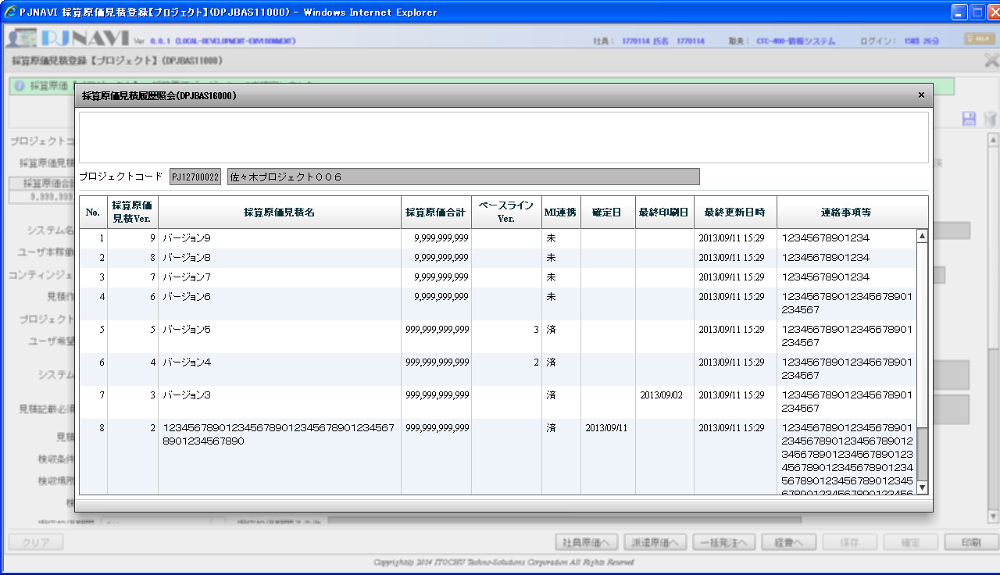 PJNAVI 採算原価見積登録【プロジェクト】(DPJBAS11000) - Windows Internet Explorer
PJNAVI Ver 0.0.1 (LOCAL-DEVELOPMENT-ENVIRONMENT) 社員： 1770114 氏名 1770114 職責： CTC-400-情報システム ログイン： 15時 26分 HELP
採算原価見積登録【プロジェクト】(DPJBAS11000)
採算原価
採算原価見積履歴照会(DPJBAS16000) ×
プロジェクトコ
採算原価見積
採算原価合計
9,999,999,
システム名
ユーザ本稼働
コンティンジェ
見積作
プロジェクト
ユーザ希望
システム
見積記載必須
見積
検収条件
検収場所
検
プロジェクトコード PJ12700022 佐々木プロジェクト００６
No. 採算原価見積Ver. 採算原価見積名 採算原価合計 ベースラインVer. MI連携 確定日 最終印刷日 最終更新日時 連絡事項等
1 9 バージョン9 9,999,999,999 未 2013/09/11 15:29 12345678901234
2 8 バージョン8 9,999,999,999 未 2013/09/11 15:29 12345678901234
3 7 バージョン7 9,999,999,999 未 2013/09/11 15:29 12345678901234
4 6 バージョン6 9,999,999,999 未 2013/09/11 15:29 123456789012345678901
234567
5 5 バージョン5 999,999,999,999 3 済 2013/09/11 15:29 123456789012345678901
234567
6 4 バージョン4 999,999,999,999 2 済 2013/09/11 15:29 123456789012345678901
234567
7 3 バージョン3 999,999,999,999 済 2013/09/02 2013/09/11 15:29 123456789012345678901
234567
8 2 1234567890123456789012345678901234567 999,999,999,999 済 2013/09/11 2013/09/11 15:29 123456789012345678901
8901234567890 234567890123456789012
345678901234567890123
456789012345678901234
567890123456789012345
678901234567890123456
クリア 社員原価へ 派遣原価へ 一括発注へ 経費へ 保存 確定 印刷
Copyright(c) 2014 ITOCHU Techno-Solutions Corporation All Rights Reserved